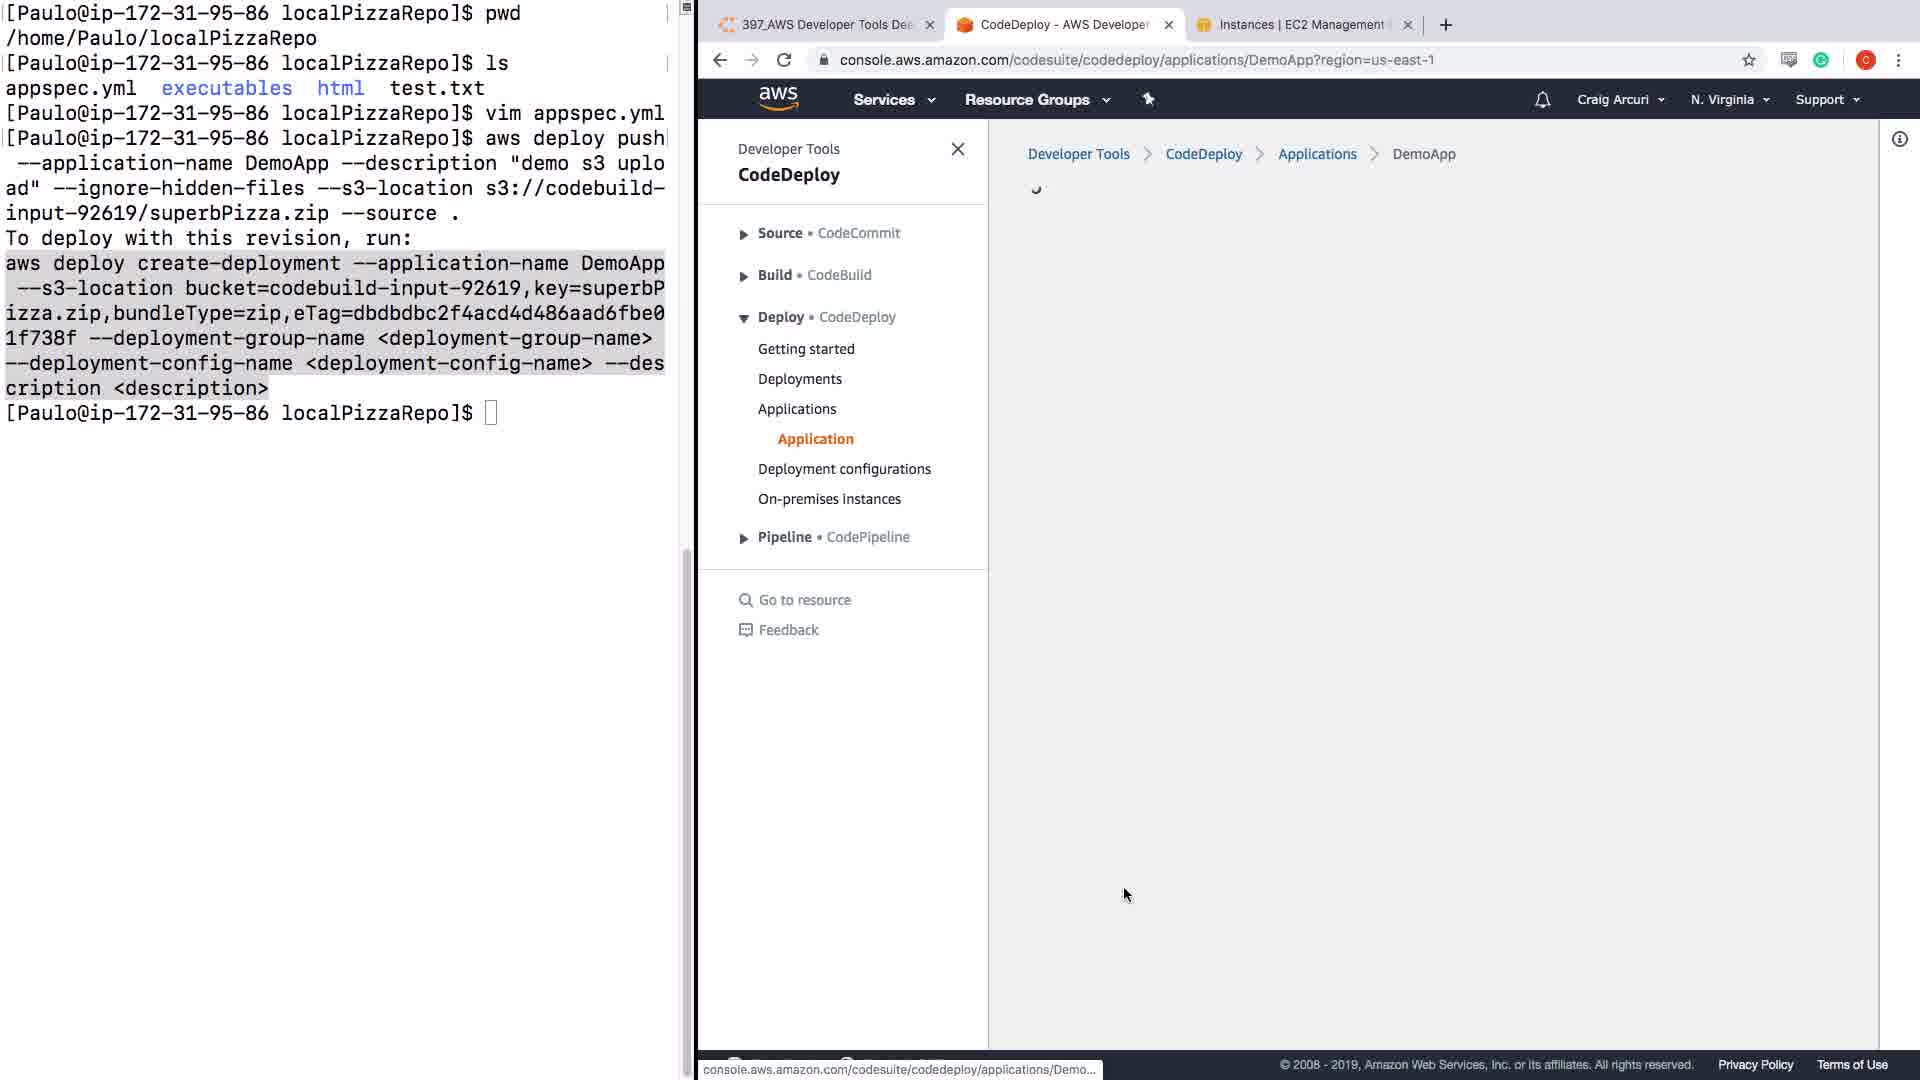 [Paulo@ip-172-31-95-86 localPizzaRepo]$ pwd
/home/Paulo/localPizzaRepo
[Paulo@ip-172-31-95-86 localPizzaRepo]$ ls
appspec.yml  executables  html  test.txt
[Paulo@ip-172-31-95-86 localPizzaRepo]$ vim appspec.yml
[Paulo@ip-172-31-95-86 localPizzaRepo]$ aws deploy push
 --application-name DemoApp --description "demo s3 uplo
ad" --ignore-hidden-files --s3-location s3://codebuild-
input-92619/superbPizza.zip --source .
To deploy with this revision, run:
aws deploy create-deployment --application-name DemoApp
 --s3-location bucket=codebuild-input-92619,key=superbP
izza.zip,bundleType=zip,eTag=dbdbdbc2f4acd4d486aad6fbe0
1f738f --deployment-group-name <deployment-group-name>
--deployment-config-name <deployment-config-name> --des
cription <description>
[Paulo@ip-172-31-95-86 localPizzaRepo]$
397_AWS Developer Tools Dee
CodeDeploy - AWS Developer
Instances | EC2 Management
console.aws.amazon.com/codesuite/codedeploy/applications/DemoApp?region=us-east-1
C
aws
Services
Resource Groups
Craig Arcuri
N. Virginia
Support
Developer Tools
CodeDeploy
Source • CodeCommit
Build • CodeBuild
Deploy • CodeDeploy
Getting started
Deployments
Applications
Application
Deployment configurations
On-premises instances
Pipeline • CodePipeline
Go to resource
Feedback
Developer Tools > CodeDeploy > Applications > DemoApp
console.aws.amazon.com/codesuite/codedeploy/applications/Demo...
© 2008 - 2019, Amazon Web Services, Inc. or its affiliates. All rights reserved.
Privacy Policy
Terms of Use